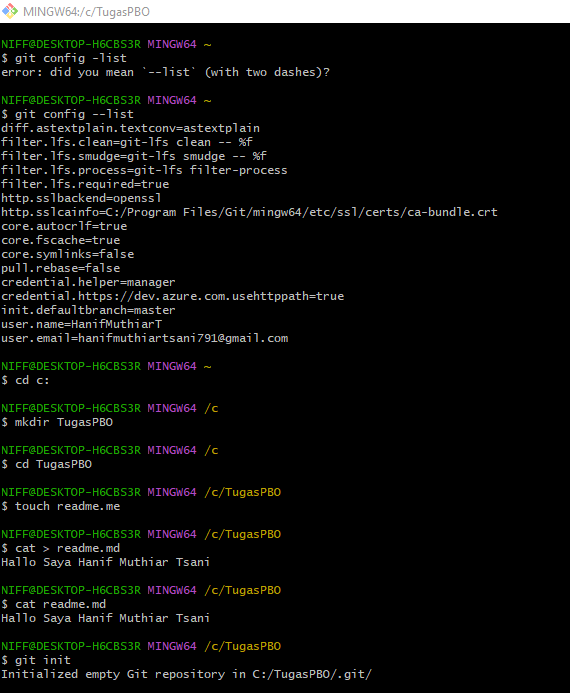 MINGW64:/c/TugasPBO
NIFF@DESKTOP-H6CBS3R MINGW64 ~
$ git config -list
error: did you mean `--list` (with two dashes)?
NIFF@DESKTOP-H6CBS3R MINGW64 ~
$ git config --list
diff.astextplain.textconv=astextplain
filter.lfs.clean=git-lfs clean -- %f
filter.lfs.smudge=git-lfs smudge -- %f
filter.lfs.process=git-lfs filter-process
filter.lfs.required=true
http.sslbackend=openssl
http.sslcainfo=C:/Program Files/Git/mingw64/etc/ssl/certs/ca-bundle.crt
core.autocrlf=true
core.fscache=true
core.symlinks=false
pull.rebase=false
credential.helper=manager
credential.https://dev.azure.com.usehttppath=true
init.defaultbranch=master
user.name=HanifMuthiarT
user.email=hanifmuthiartsani791@gmail.com
NIFF@DESKTOP-H6CBS3R MINGW64 ~
$ cd c:
NIFF@DESKTOP-H6CBS3R MINGW64 /c
$ mkdir TugasPBO
NIFF@DESKTOP-H6CBS3R MINGW64 /c
$ cd TugasPBO
NIFF@DESKTOP-H6CBS3R MINGW64 /c/TugasPBO
$ touch readme.me
NIFF@DESKTOP-H6CBS3R MINGW64 /c/TugasPBO
$ cat > readme.md
Hallo Saya Hanif Muthiar Tsani
NIFF@DESKTOP-H6CBS3R MINGW64 /c/TugasPBO
$ cat readme.md
Hallo Saya Hanif Muthiar Tsani
NIFF@DESKTOP-H6CBS3R MINGW64 /c/TugasPBO
$ git init
Initialized empty Git repository in C:/TugasPBO/.git/